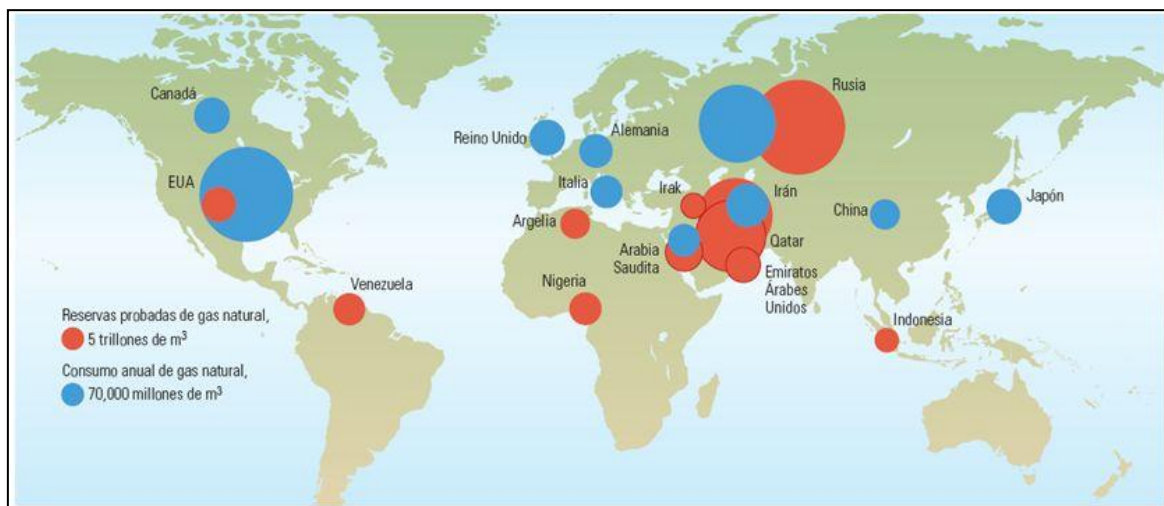 Canadá
EUA
Venezuela
Reino Unido
Alemania
Italia
Argelia
Nigeria
Rusia
Irak
Irán
Arabia
Saudita
Qatar
Emiratos
Árabes
Unidos
China
Japón
Indonesia
Reservas probadas de gas natural,
5 trillones de m³
Consumo anual de gas natural,
70,000 millones de m³